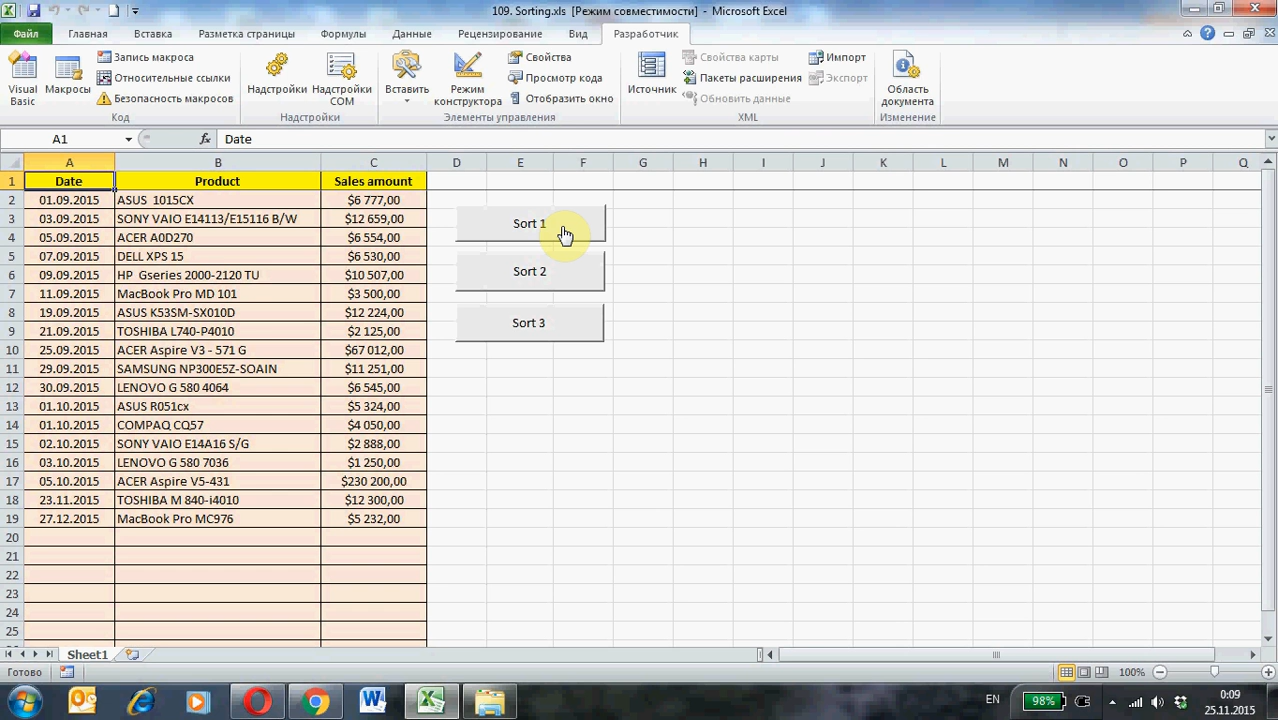 109. Sorting.xls [Режим совместимости] - Microsoft Excel
Файл Главная Вставка Разметка страницы Формулы Данные Рецензирование Вид Разработчик
Visual Basic
Макросы
Запись макроса
Относительные ссылки
Безопасность макросов
Код
Надстройки
Надстройки COM
Надстройки
Вставить
Режим конструктора
Свойства
Просмотр кода
Отобразить окно
Элементы управления
Источник
Свойства карты
Пакеты расширения
Обновить данные
Импорт
Экспорт
XML
Область документа
Изменение
A1 fx Date
A B C D E F G H I J K L M N O P Q
1 Date Product Sales amount
2 01.09.2015 ASUS 1015CX $6 777,00
3 03.09.2015 SONY VAIO E14113/E15116 B/W $12 659,00
4 05.09.2015 ACER A0D270 $6 554,00
5 07.09.2015 DELL XPS 15 $6 530,00
6 09.09.2015 HP Gseries 2000-2120 TU $10 507,00
7 11.09.2015 MacBook Pro MD 101 $3 500,00
8 19.09.2015 ASUS K53SM-SX010D $12 224,00
9 21.09.2015 TOSHIBA L740-P4010 $2 125,00
10 25.09.2015 ACER Aspire V3 - 571 G $67 012,00
11 29.09.2015 SAMSUNG NP300E5Z-SOAIN $11 251,00
12 30.09.2015 LENOVO G 580 4064 $6 545,00
13 01.10.2015 ASUS R051cx $5 324,00
14 01.10.2015 COMPAQ CQ57 $4 050,00
15 02.10.2015 SONY VAIO E14A16 S/G $2 888,00
16 03.10.2015 LENOVO G 580 7036 $1 250,00
17 05.10.2015 ACER Aspire V5-431 $230 200,00
18 23.11.2015 TOSHIBA M 840-i4010 $12 300,00
19 27.12.2015 MacBook Pro MC976 $5 232,00
20
21
22
23
24
25
Sort 1
Sort 2
Sort 3
Sheet1
Готово
100%
EN
98%
0:09
25.11.2015